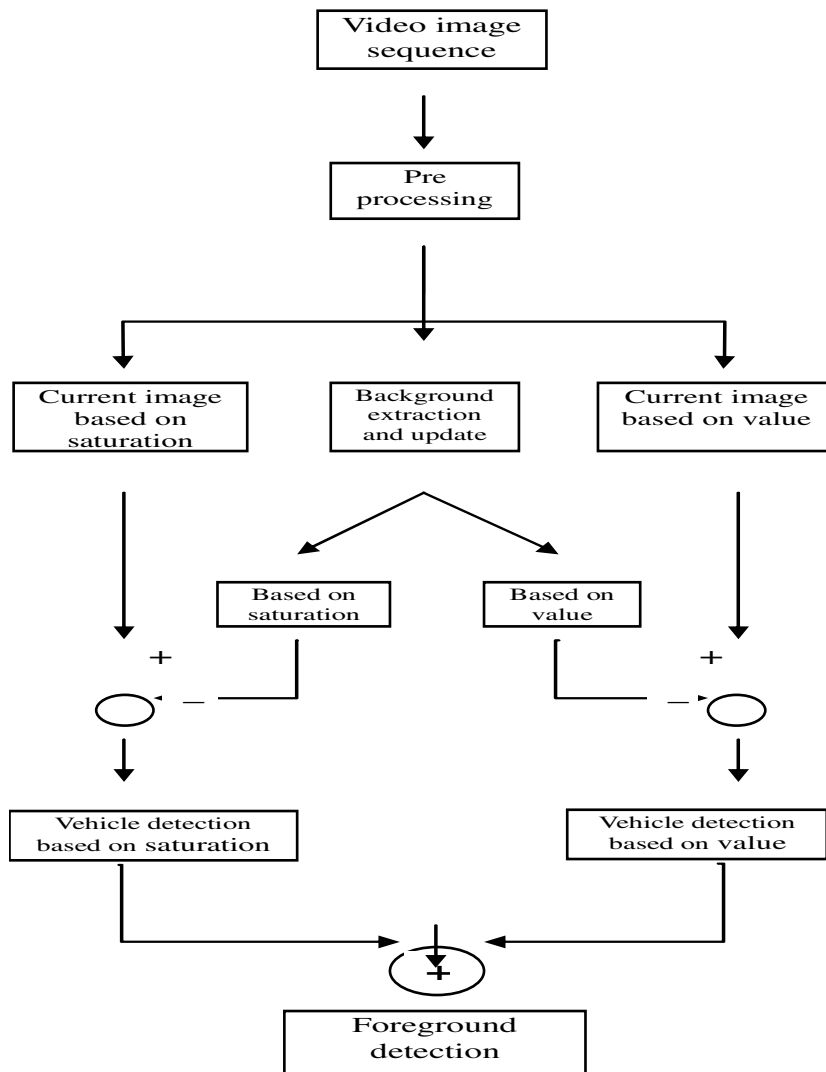 Video image
sequence
Pre
processing
Current image
based on
saturation
Background
extraction
and update
Current image
based on value
Based on
saturation
Based on
value
+
+
—
—
Vehicle detection
based on saturation
Vehicle detection
based on value
+
Foreground
detection